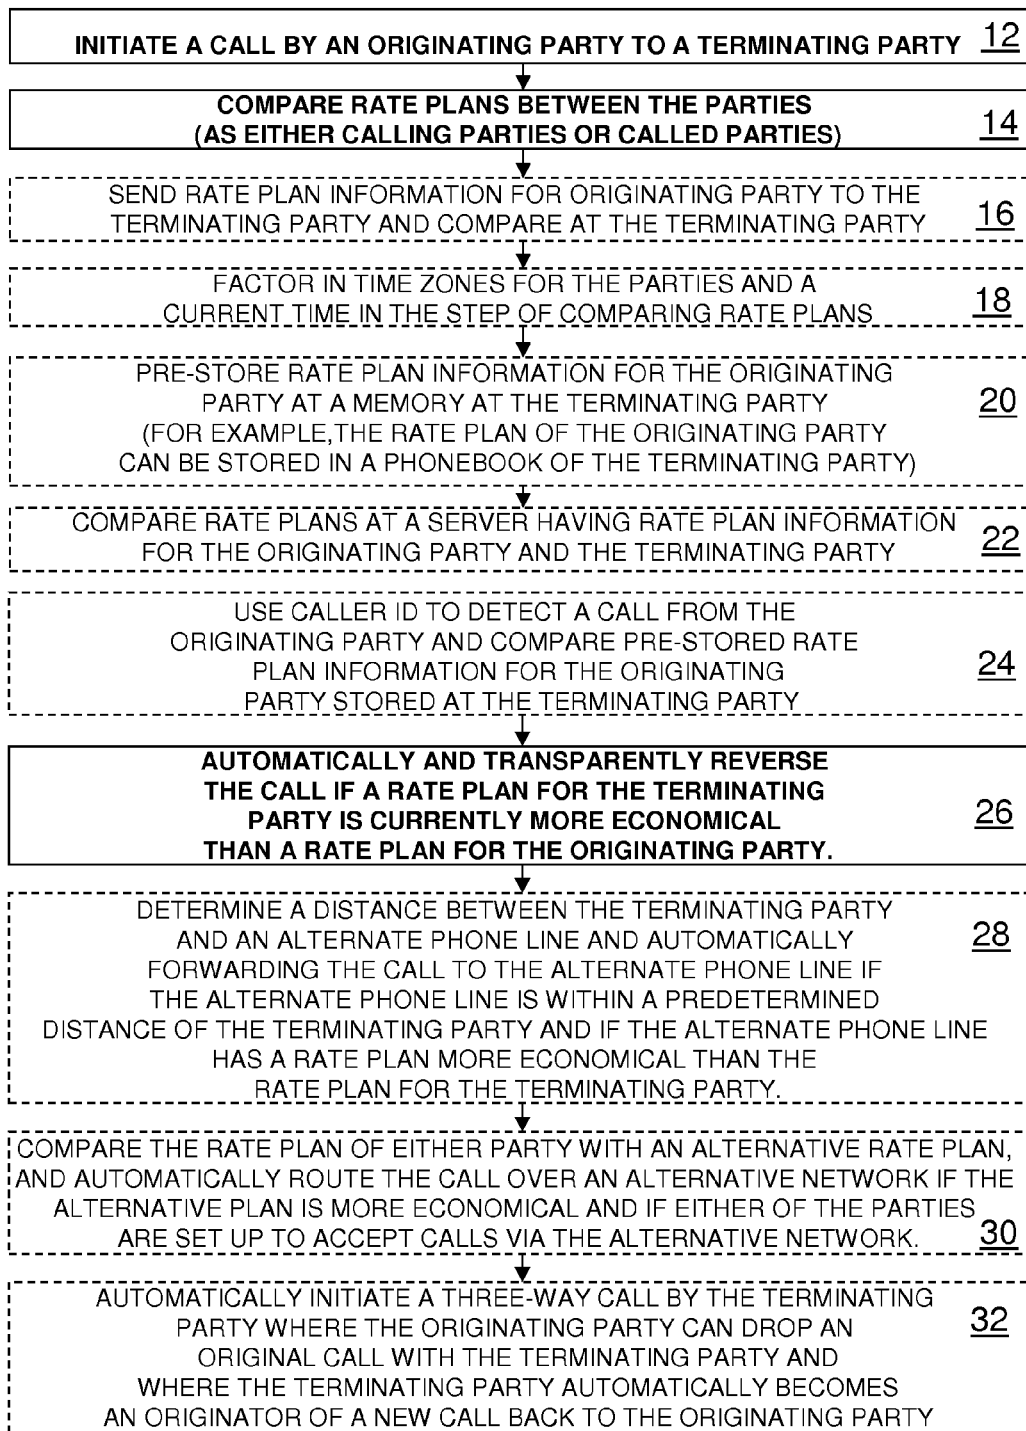 INITIATE A CALL BY AN ORIGINATING PARTY TO A TERMINATING PARTY 12
COMPARE RATE PLANS BETWEEN THE PARTIES
(AS EITHER CALLING PARTIES OR CALLED PARTIES) 14
SEND RATE PLAN INFORMATION FOR ORIGINATING PARTY TO THE
TERMINATING PARTY AND COMPARE AT THE TERMINATING PARTY 16
FACTOR IN TIME ZONES FOR THE PARTIES AND A
CURRENT TIME IN THE STEP OF COMPARING RATE PLANS 18
PRE-STORE RATE PLAN INFORMATION FOR THE ORIGINATING
PARTY AT A MEMORY AT THE TERMINATING PARTY 20
(FOR EXAMPLE,THE RATE PLAN OF THE ORIGINATING PARTY
CAN BE STORED IN A PHONEBOOK OF THE TERMINATING PARTY)
COMPARE RATE PLANS AT A SERVER HAVING RATE PLAN INFORMATION
FOR THE ORIGINATING PARTY AND THE TERMINATING PARTY 22
USE CALLER ID TO DETECT A CALL FROM THE
ORIGINATING PARTY AND COMPARE PRE-STORED RATE
PLAN INFORMATION FOR THE ORIGINATING 24
PARTY STORED AT THE TERMINATING PARTY
AUTOMATICALLY AND TRANSPARENTLY REVERSE
THE CALL IF A RATE PLAN FOR THE TERMINATING
PARTY IS CURRENTLY MORE ECONOMICAL 26
THAN A RATE PLAN FOR THE ORIGINATING PARTY.
DETERMINE A DISTANCE BETWEEN THE TERMINATING PARTY
AND AN ALTERNATE PHONE LINE AND AUTOMATICALLY 28
FORWARDING THE CALL TO THE ALTERNATE PHONE LINE IF
THE ALTERNATE PHONE LINE IS WITHIN A PREDETERMINED
DISTANCE OF THE TERMINATING PARTY AND IF THE ALTERNATE PHONE LINE
HAS A RATE PLAN MORE ECONOMICAL THAN THE
RATE PLAN FOR THE TERMINATING PARTY.
COMPARE THE RATE PLAN OF EITHER PARTY WITH AN ALTERNATIVE RATE PLAN,
AND AUTOMATICALLY ROUTE THE CALL OVER AN ALTERNATIVE NETWORK IF THE
ALTERNATIVE PLAN IS MORE ECONOMICAL AND IF EITHER OF THE PARTIES
ARE SET UP TO ACCEPT CALLS VIA THE ALTERNATIVE NETWORK. 30
AUTOMATICALLY INITIATE A THREE-WAY CALL BY THE TERMINATING
PARTY WHERE THE ORIGINATING PARTY CAN DROP AN 32
ORIGINAL CALL WITH THE TERMINATING PARTY AND
WHERE THE TERMINATING PARTY AUTOMATICALLY BECOMES
AN ORIGINATOR OF A NEW CALL BACK TO THE ORIGINATING PARTY